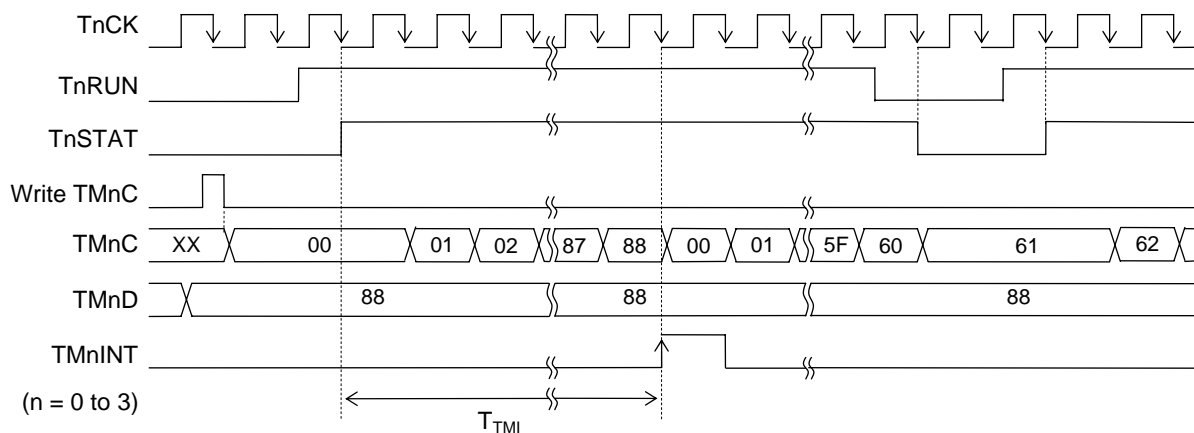 TnCK
TnRUN
TnSTAT
Write TMnC
TMnC XX 00 01 02 87 88 00 01 5F 60 61 62
TMnD 88 88 88
TMnINT
(n = 0 to 3)
TTMI